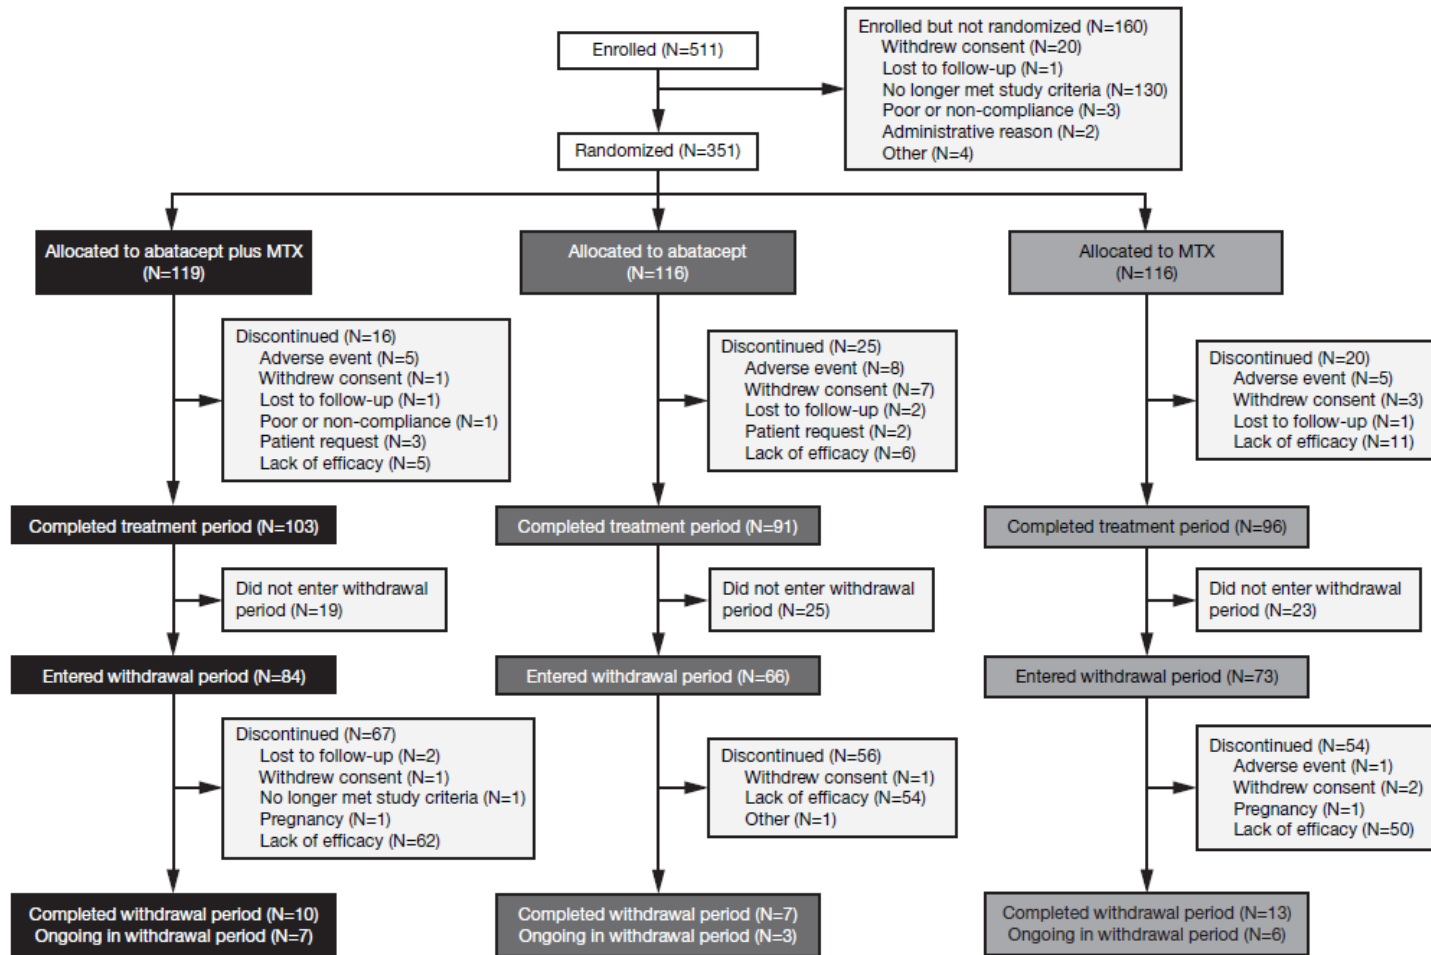 Enrolled (N=511)
Enrolled but not randomized (N=160)
Withdrew consent (N=20)
Lost to follow-up (N=1)
No longer met study criteria (N=130)
Poor or non-compliance (N=3)
Administrative reason (N=2)
Other (N=4)
Randomized (N=351)
Allocated to abatacept plus MTX
(N=119)
Allocated to abatacept
(N=116)
Allocated to MTX
(N=116)
Discontinued (N=16)
Adverse event (N=5)
Withdrew consent (N=1)
Lost to follow-up (N=1)
Poor or non-compliance (N=1)
Patient request (N=3)
Lack of efficacy (N=5)
Discontinued (N=25)
Adverse event (N=8)
Withdrew consent (N=7)
Lost to follow-up (N=2)
Patient request (N=2)
Lack of efficacy (N=6)
Discontinued (N=20)
Adverse event (N=5)
Withdrew consent (N=3)
Lost to follow-up (N=1)
Lack of efficacy (N=11)
Completed treatment period (N=103)
Completed treatment period (N=91)
Completed treatment period (N=96)
Did not enter withdrawal
period (N=19)
Did not enter withdrawal
period (N=25)
Did not enter withdrawal
period (N=23)
Entered withdrawal period (N=84)
Entered withdrawal period (N=66)
Entered withdrawal period (N=73)
Discontinued (N=67)
Lost to follow-up (N=2)
Withdrew consent (N=1)
No longer met study criteria (N=1)
Pregnancy (N=1)
Lack of efficacy (N=62)
Discontinued (N=56)
Withdrew consent (N=1)
Lack of efficacy (N=54)
Other (N=1)
Discontinued (N=54)
Adverse event (N=1)
Withdrew consent (N=2)
Pregnancy (N=1)
Lack of efficacy (N=50)
Completed withdrawal period (N=10)
Ongoing in withdrawal period (N=7)
Completed withdrawal period (N=7)
Ongoing in withdrawal period (N=3)
Completed withdrawal period (N=13)
Ongoing in withdrawal period (N=6)